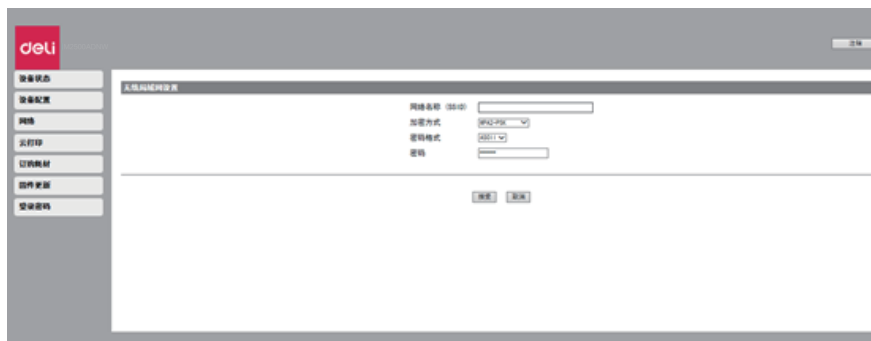 deli
注销
设备状态
设备配置
网络
云打印
订购耗材
固件更新
登录密码
无线局域网设置
网络名称 (SSID)
加密方式 WPA2-PSK
密码格式 ASCII
密码
取消